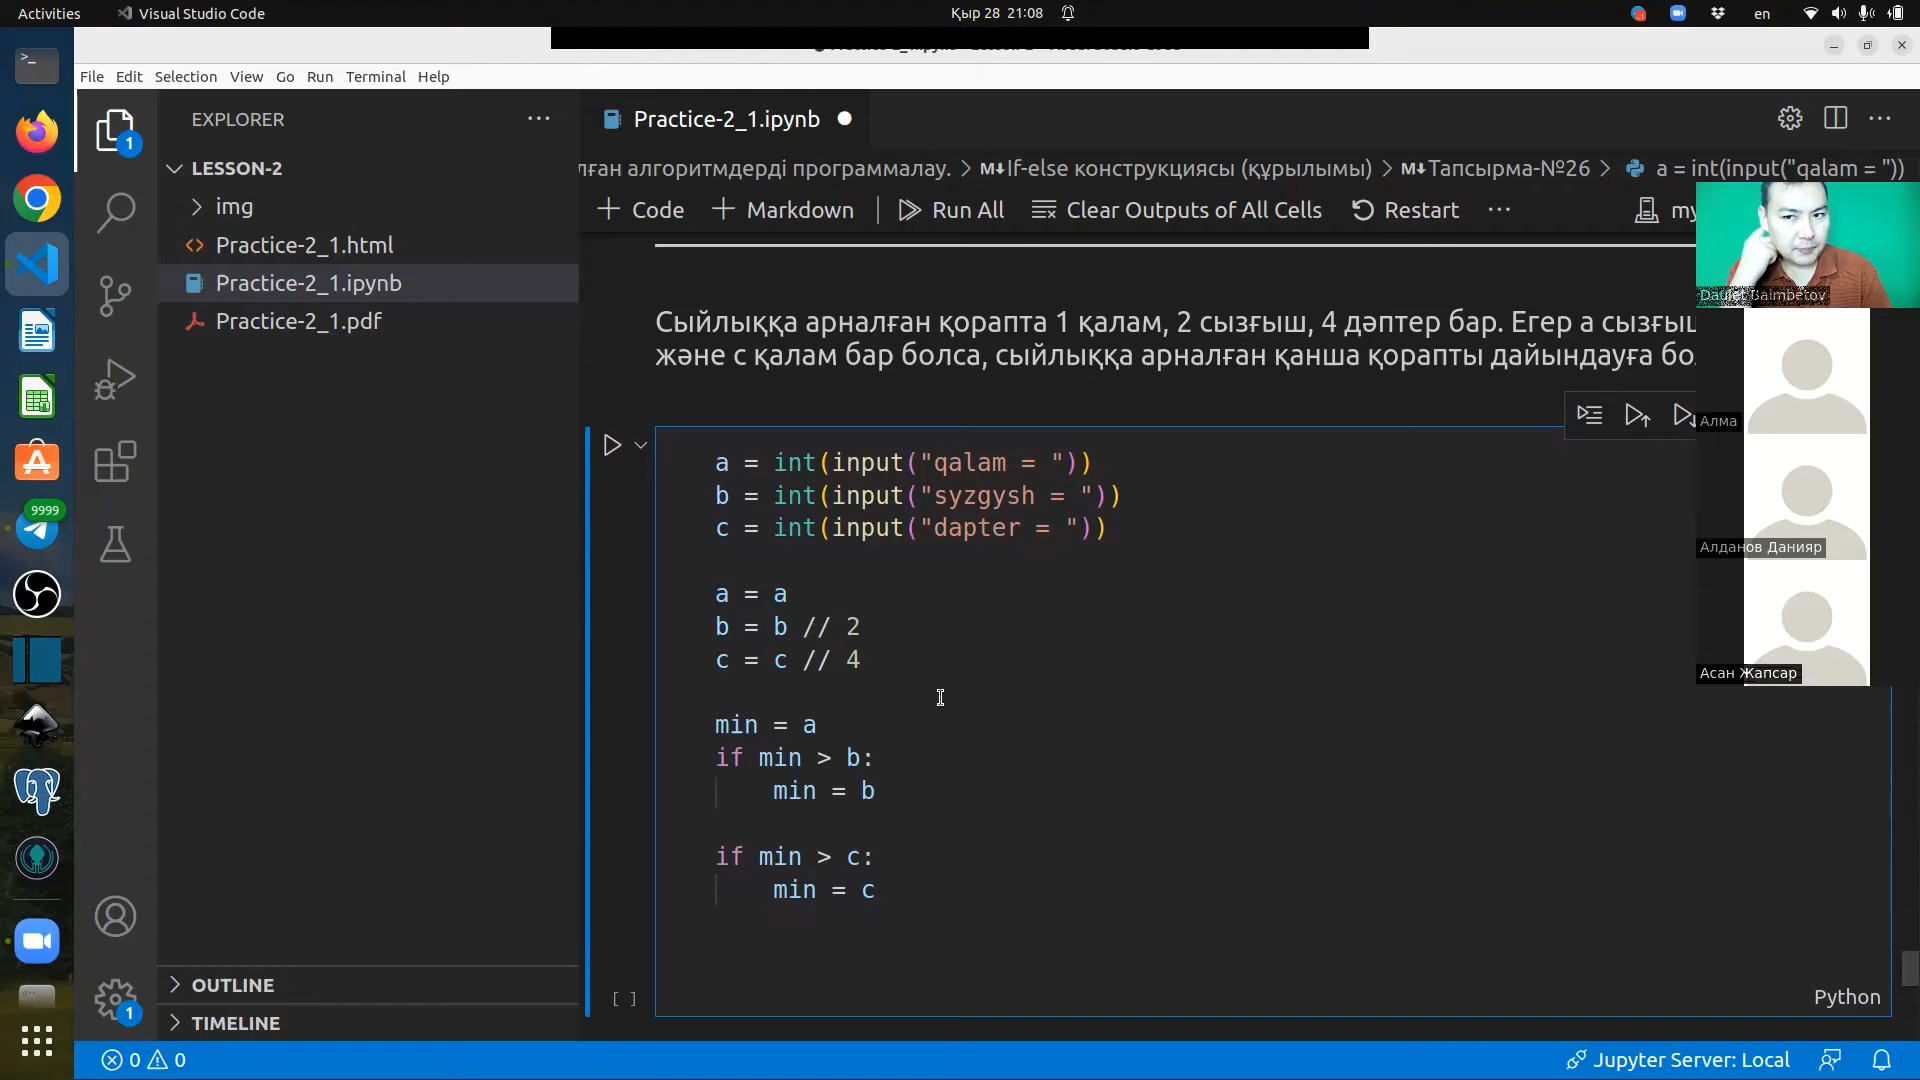 Activities
Visual Studio Code
Қыр 28 21:08
en
File Edit Selection View Go Run Terminal Help
EXPLORER
LESSON-2
img
Practice-2_1.html
Practice-2_1.ipynb
Practice-2_1.pdf
OUTLINE
TIMELINE
1
1
9999
Practice-2_1.ipynb
лған алгоритмдерді программалау. > If-else конструкциясы (құрылымы) > Тапсырма-№26 > a = int(input("qalam = "))
+ Code + Markdown | Run All Clear Outputs of All Cells Restart ... my
Сыйлыққа арналған қорапта 1 қалам, 2 сызғыш, 4 дәптер бар. Егер a сызғыш
және с қалам бар болса, сыйлыққа арналған қанша қорапты дайындауға бо
a = int(input("qalam = "))
b = int(input("syzgysh = "))
c = int(input("dapter = "))
a = a
b = b // 2
c = c // 4
min = a
if min > b:
    min = b
if min > c:
    min = c
[ ]
Python
Daulet Baimbetov
Алма
Алданов Данияр
Асан Жапсар
0 0
Jupyter Server: Local